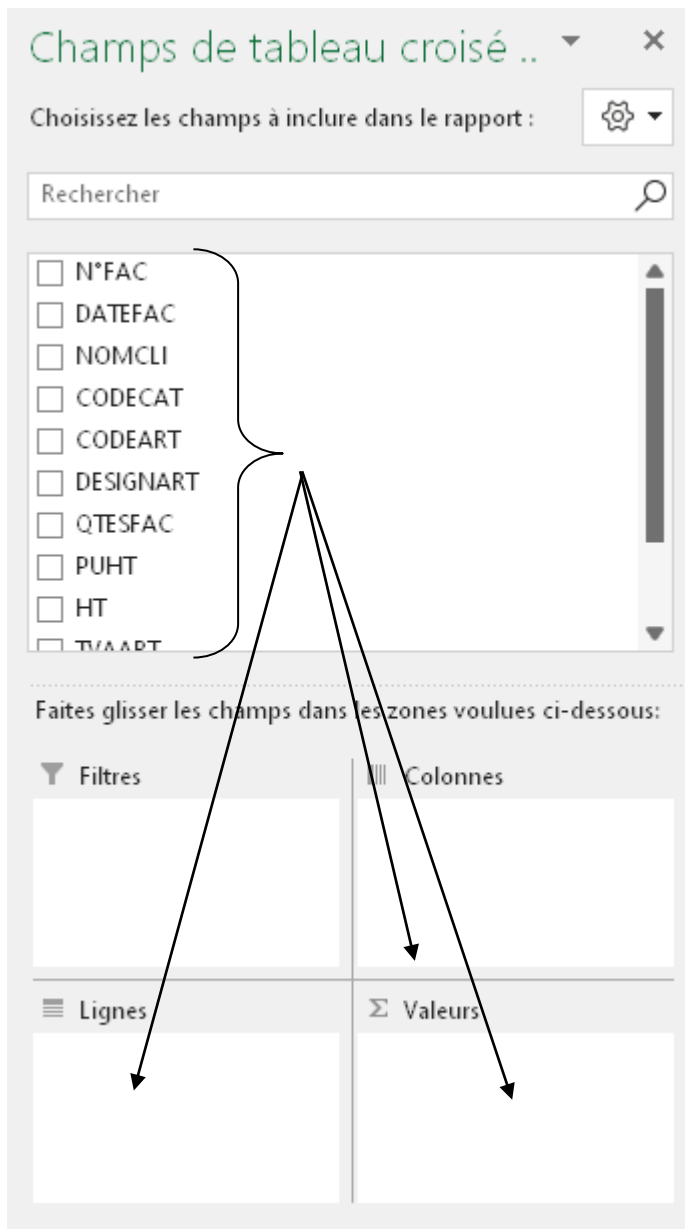 Champs de tableau croisé ..
Choisissez les champs à inclure dans le rapport :
Rechercher
N°FAC
DATEFAC
NOMCLI
CODECAT
CODEART
DESIGNART
QTESFAC
PUHT
HT
TVAART
Faites glisser les champs dans les zones voulues ci-dessous:
Filtres
Colonnes
Lignes
Σ Valeurs